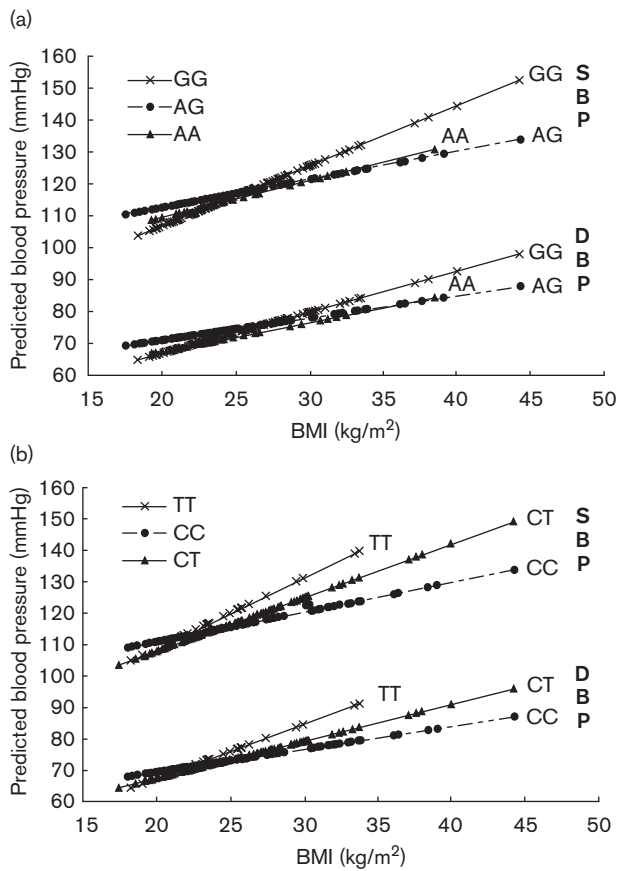 (a)
Predicted blood pressure (mmHg)
160
150
140
130
120
110
100
90
80
70
60
GG
AG
AA
GG
AA
AG
S
B
P
GG
AA
AG
D
B
P
15 20 25 30 35 40 45 50
BMI (kg/m²)
(b)
Predicted blood pressure (mmHg)
160
150
140
130
120
110
100
90
80
70
60
TT
CC
CT
TT
CT
CC
S
B
P
TT
CT
CC
D
B
P
15 20 25 30 35 40 45 50
BMI (kg/m²)